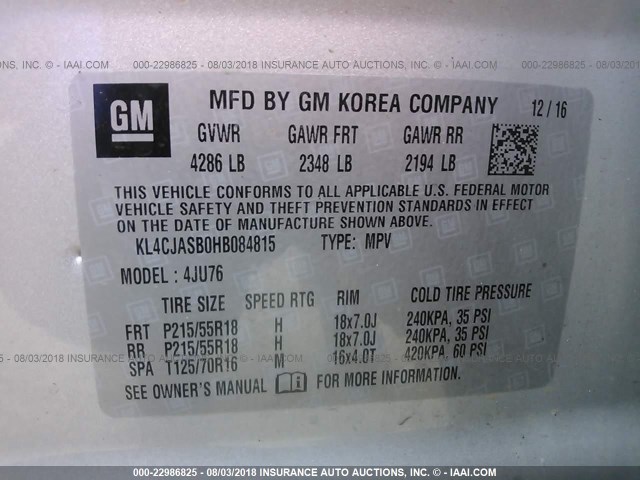 000-22986825 - 08/03/2018 INSURANCE AUTO AUCTIONS, INC. © - IAAI.COM
GM
MFD BY GM KOREA COMPANY 12/16
GVWR GAWR FRT GAWR RR
4286 LB 2348 LB 2194 LB
THIS VEHICLE CONFORMS TO ALL APPLICABLE U.S. FEDERAL MOTOR
VEHICLE SAFETY AND THEFT PREVENTION STANDARDS IN EFFECT
ON THE DATE OF MANUFACTURE SHOWN ABOVE.
KL4CJASB0HB084815 TYPE: MPV
MODEL : 4JU76
TIRE SIZE SPEED RTG RIM COLD TIRE PRESSURE
FRT P215/55R18 H 18x7.0J 240KPA, 35 PSI
RR P215/55R18 H 18x7.0J 240KPA, 35 PSI
SPA T125/70R16 M 16x4.0T 420KPA, 60 PSI
SEE OWNER'S MANUAL FOR MORE INFORMATION.
000-22986825 - 08/03/2018 INSURANCE AUTO AUCTIONS, INC. © - IAAI.COM